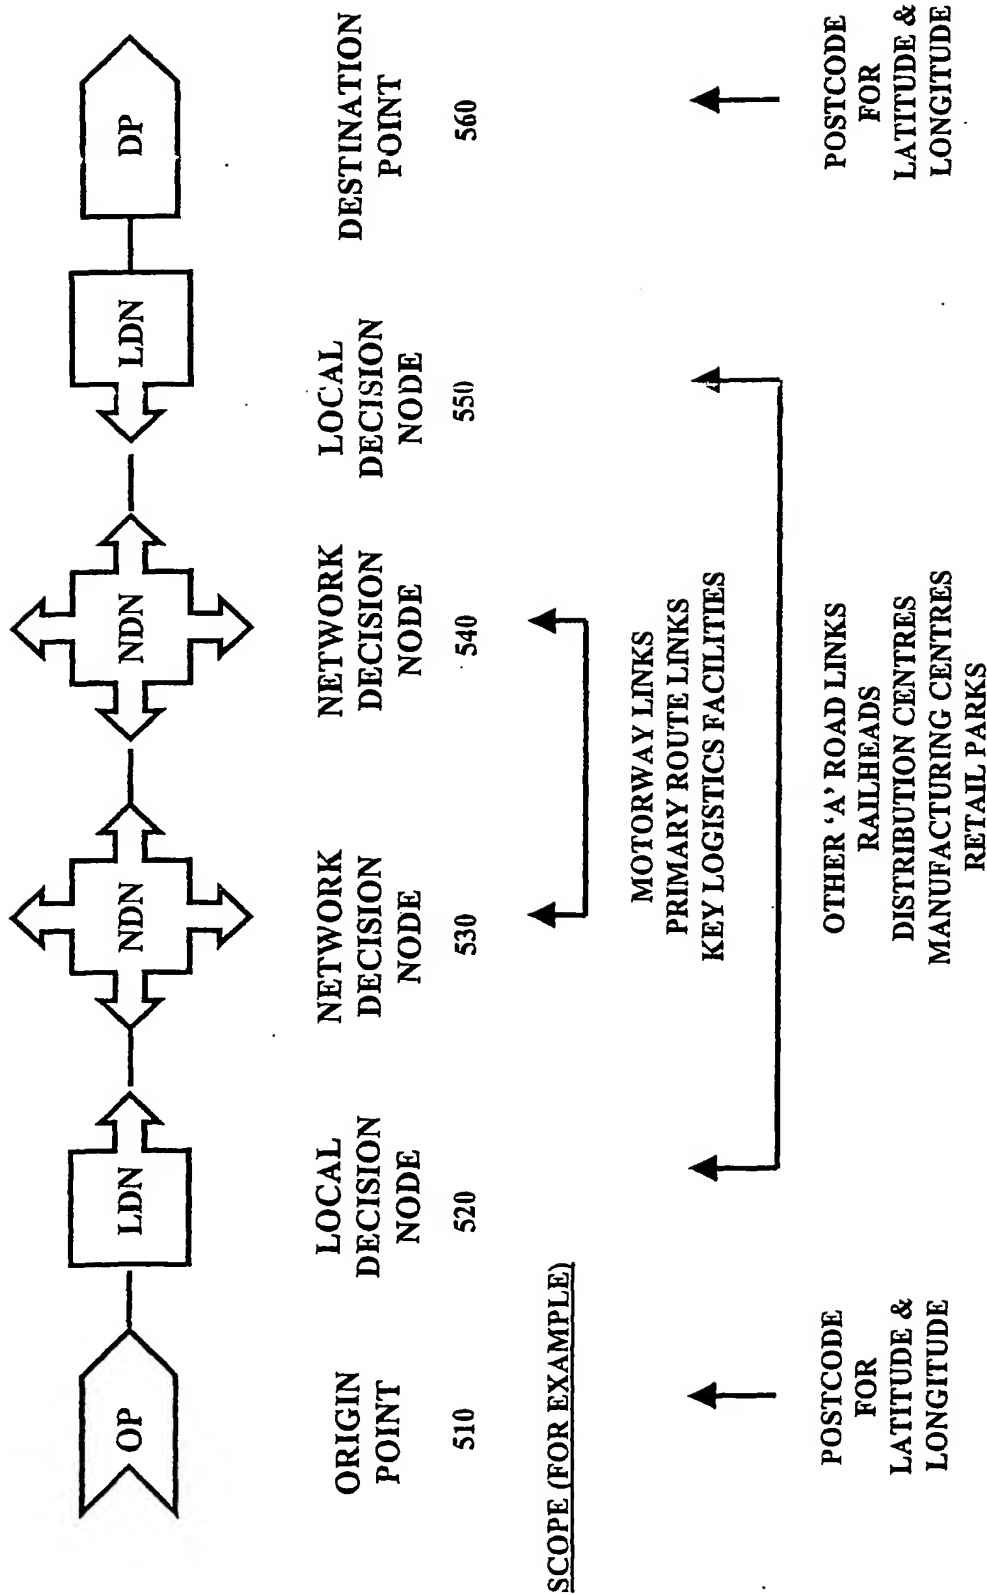 OP
LDN
NDN
NDN
LDN
DP
ORIGIN
POINT
510
LOCAL
DECISION
NODE
520
NETWORK
DECISION
NODE
530
NETWORK
DECISION
NODE
540
LOCAL
DECISION
NODE
550
DESTINATION
POINT
560
SCOPE (FOR EXAMPLE)
MOTORWAY LINKS
PRIMARY ROUTE LINKS
KEY LOGISTICS FACILITIES
POSTCODE
FOR
LATITUDE &
LONGITUDE
OTHER ‘A’ ROAD LINKS
RAILHEADS
DISTRIBUTION CENTRES
MANUFACTURING CENTRES
RETAIL PARKS
POSTCODE
FOR
LATITUDE &
LONGITUDE